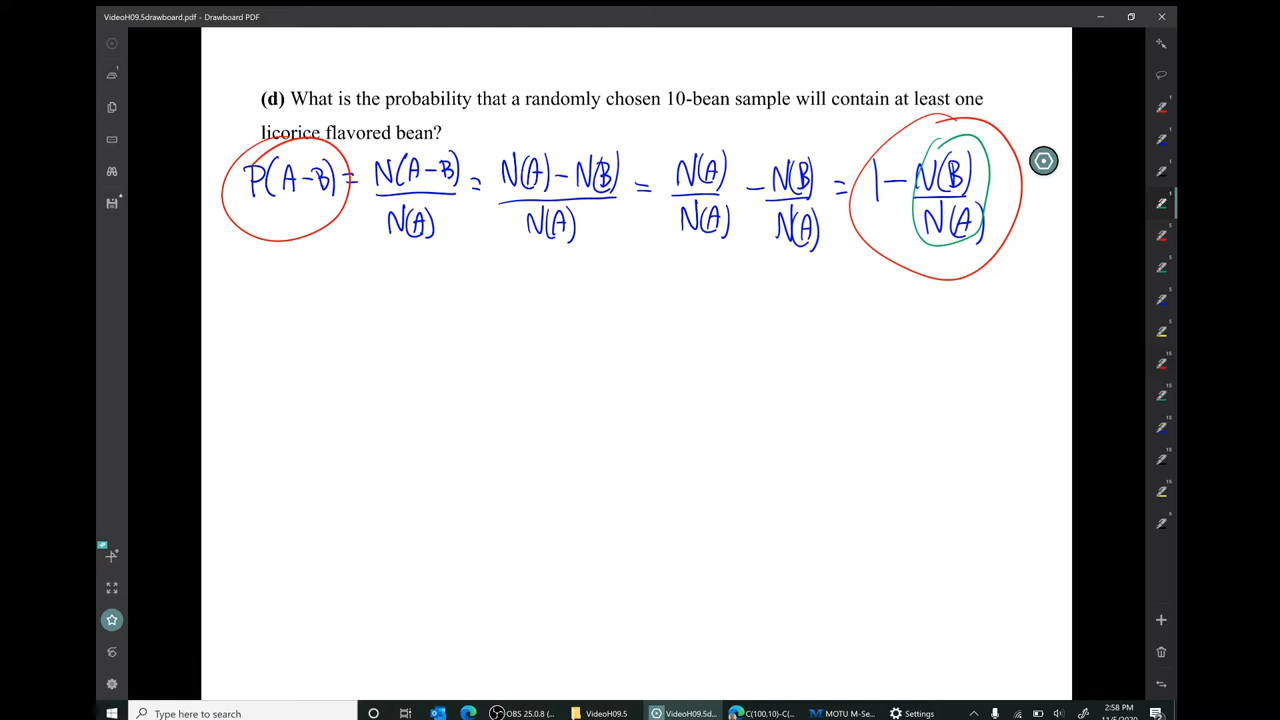 VideoH09.5drawboard.pdf - Drawboard PDF
(d) What is the probability that a randomly chosen 10-bean sample will contain at least one
licorice flavored bean?
P(A-B) = N(A-B)/N(A) = N(A)-N(B)/N(A) = N(A)/N(A) - N(B)/N(A) = 1 - N(B)/N(A)
Type here to search
OBS 25.0.8 (...
VideoH09.5
VideoH09.5d...
C(100,10)-C(...
MOTU M-Se...
Settings
2:58 PM